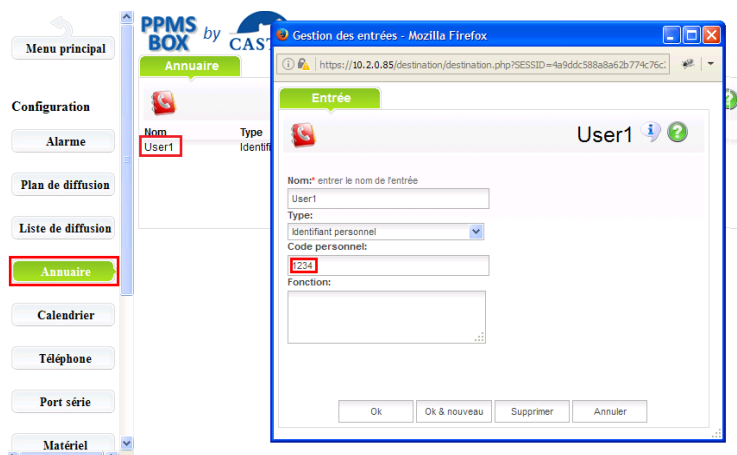 Menu principal
Configuration
Alarme
Plan de diffusion
Liste de diffusion
Annuaire
Calendrier
Téléphone
Port série
Matériel
PPMS
BOX by CAST
Annuaire
Nom Type
User1 Identifi
Gestion des entrées - Mozilla Firefox
https://10.2.0.85/destination/destination.php?SESSID=4a9ddc588a8a62b774c76c
Entrée
User1
Nom:* entrer le nom de l'entrée
User1
Type:
Identifiant personnel
Code personnel:
1234
Fonction:
Ok Ok & nouveau Supprimer Annuler